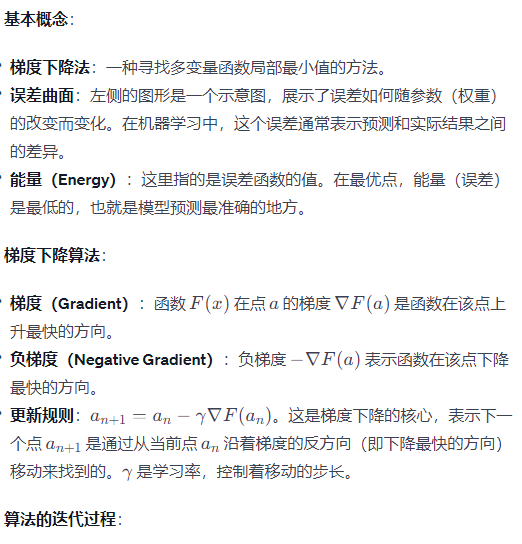 基本概念：
梯度下降法：一种寻找多变量函数局部最小值的方法。
误差曲面：左侧的图形是一个示意图，展示了误差如何随参数（权重）
的改变而变化。在机器学习中，这个误差通常表示预测和实际结果之间
的差异。
能量（Energy）：这里指的是误差函数的值。在最优点，能量（误差）
是最低的，也就是模型预测最准确的地方。
梯度下降算法：
梯度（Gradient）：函数 F(x) 在点 a 的梯度 ∇F(a) 是函数在该点上
升最快的方向。
负梯度（Negative Gradient）：负梯度 −∇F(a) 表示函数在该点下降
最快的方向。
更新规则：aₙ₊₁ = aₙ − γ∇F(aₙ)。这是梯度下降的核心，表示下一
个点 aₙ₊₁ 是通过从当前点 aₙ 沿着梯度的反方向（即下降最快的方向）
移动来找到的。γ 是学习率，控制着移动的步长。
算法的迭代过程：